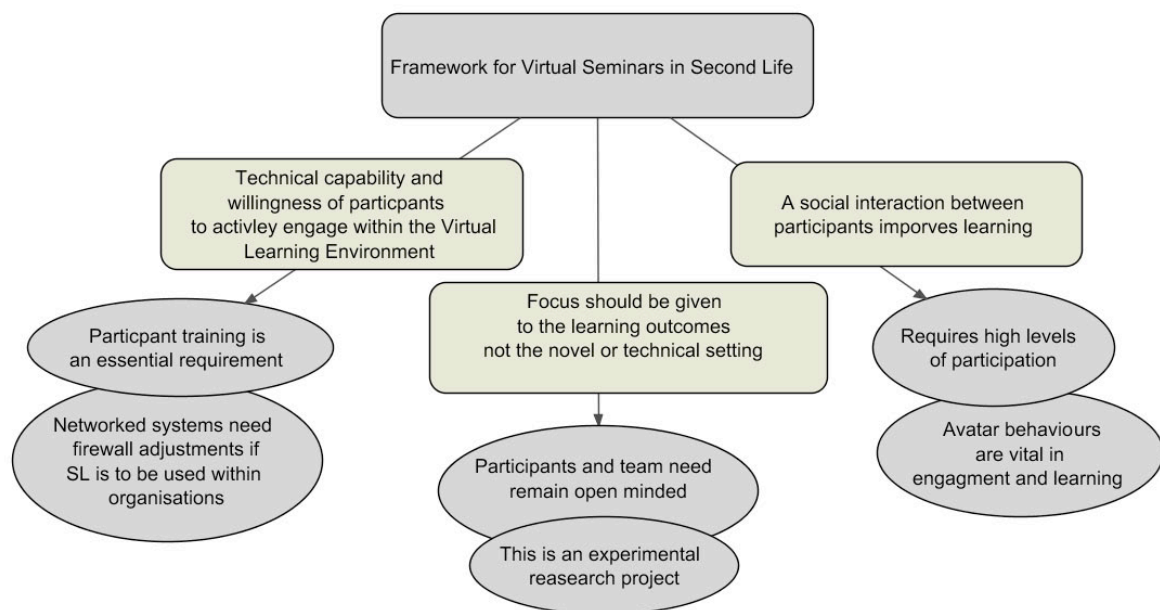 Framework for Virtual Seminars in Second Life
Technical capability and
willingness of particpants
to activley engage within the Virtual
Learning Environment
A social interaction between
participants imporves learning
Focus should be given
to the learning outcomes
not the novel or technical setting
Particpant training is
an essential requirement
Networked systems need
firewall adjustments if
SL is to be used within
organisations
Participants and team need
remain open minded
This is an experimental
reasearch project
Requires high levels
of participation
Avatar behaviours
are vital in
engagment and learning